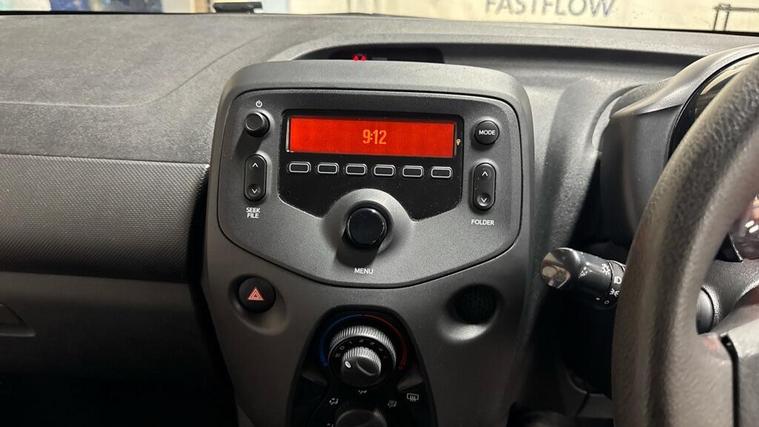 FASTFLOW
9:12
MODE
SEEK
FILE
FOLDER
MENU